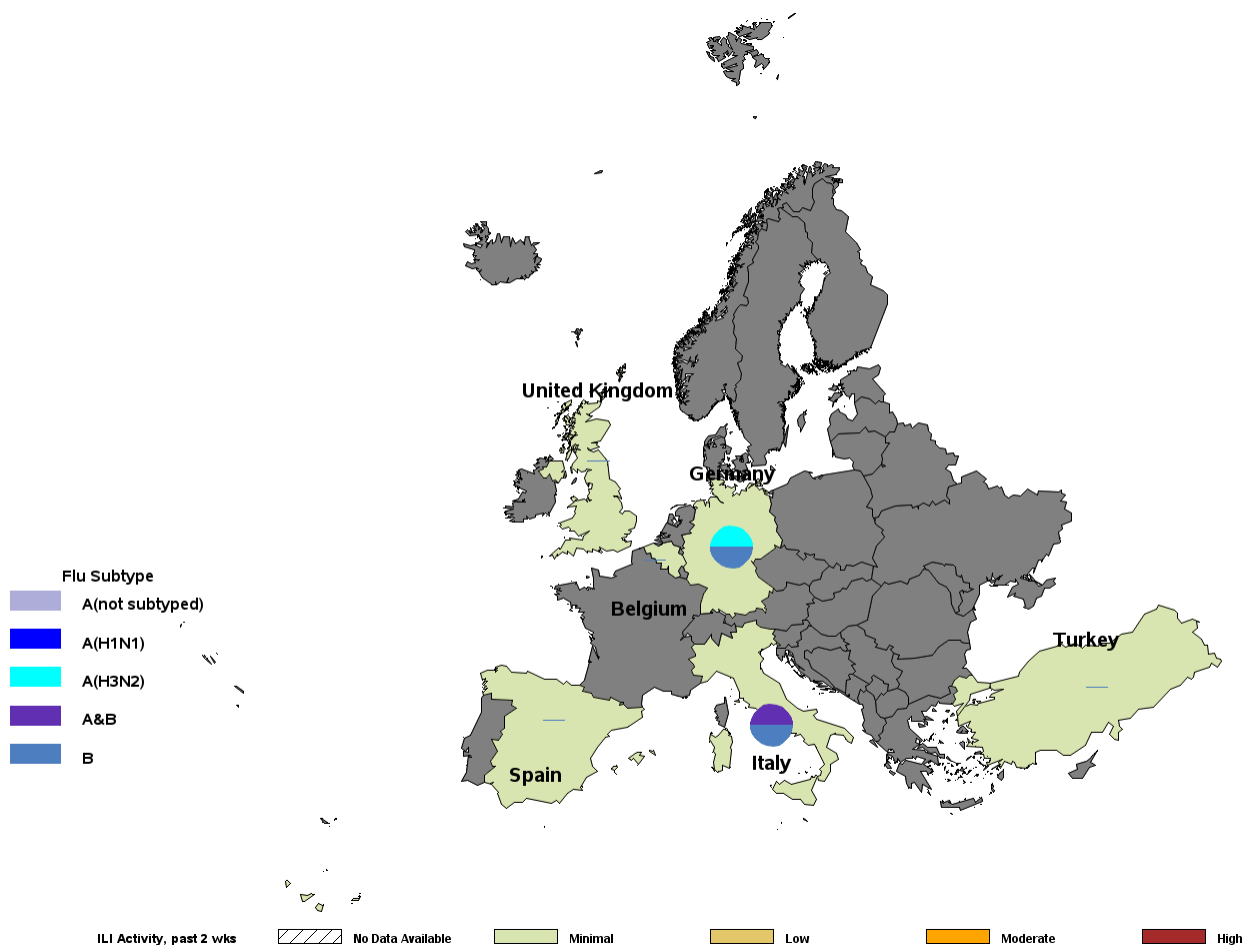 United Kingdom
Germany
Flu Subtype
A(not subtyped)
Belgium
A(H1N1)
Turkey
A(H3N2)
A&B
B
Italy
Spain
ILI Activity, past 2 wks No Data Available Minimal Low Moderate High